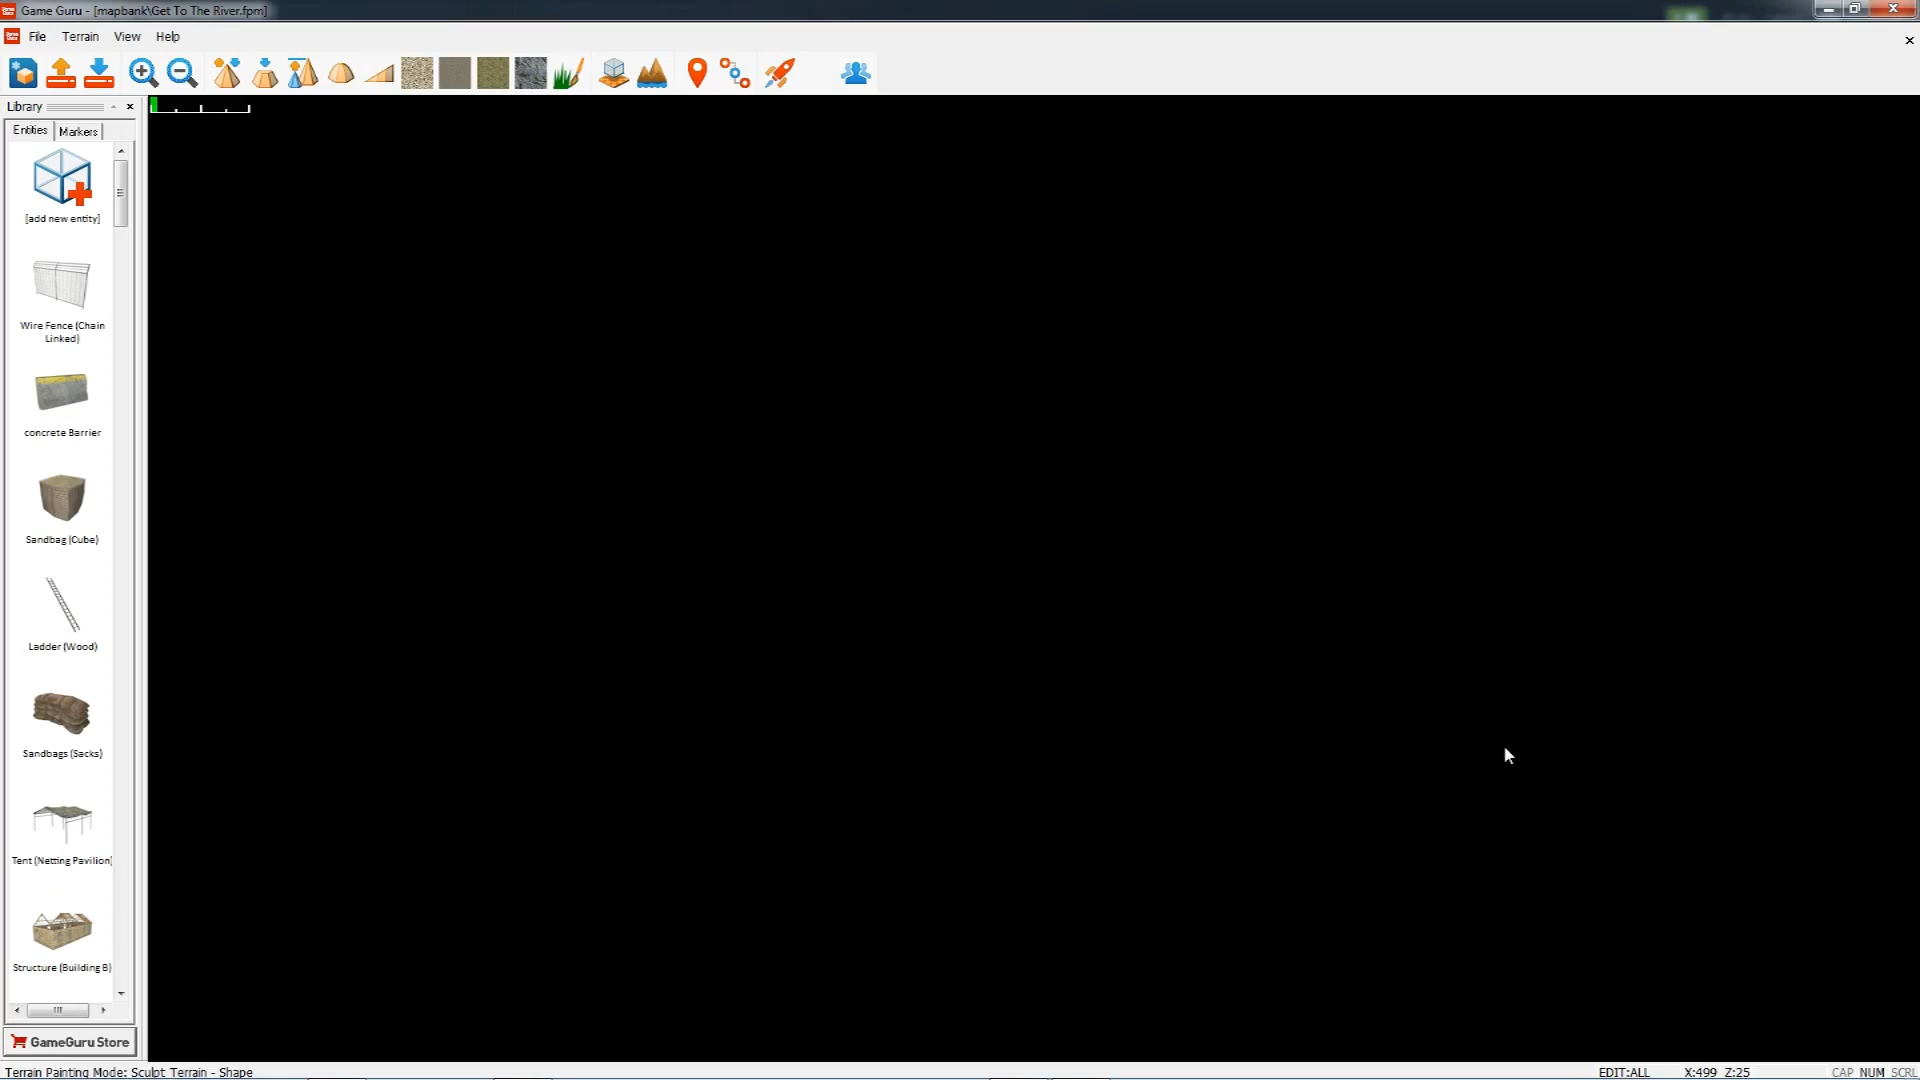 Game Guru - [mapbank\Get To The River.fpm]
File Terrain View Help
Library
Entities Markers
[add new entity]
Wire Fence (Chain
Linked)
concrete Barrier
Sandbag (Cube)
Ladder (Wood)
Sandbags (Sacks)
Tent (Netting Pavilion)
Structure (Building B)
GameGuru Store
Terrain Painting Mode: Sculpt Terrain - Shape EDIT:ALL X:499 Z:25 CAP NUM SCRL